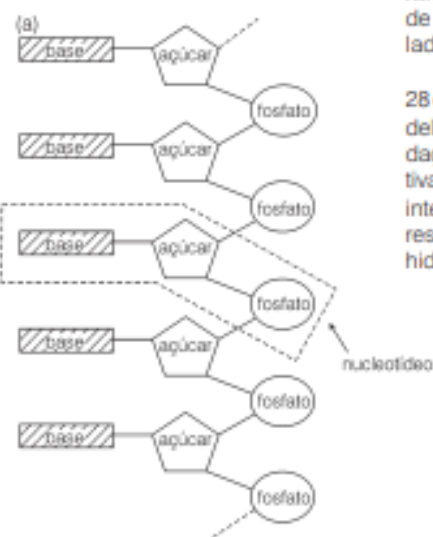 (a)
base açúcar
fosfato
base açúcar
fosfato
base açúcar
fosfato
nucleotídeo
base açúcar
fosfato
base açúcar
fosfato
de
lad
28
del
dad
tiva
inte
res
hid